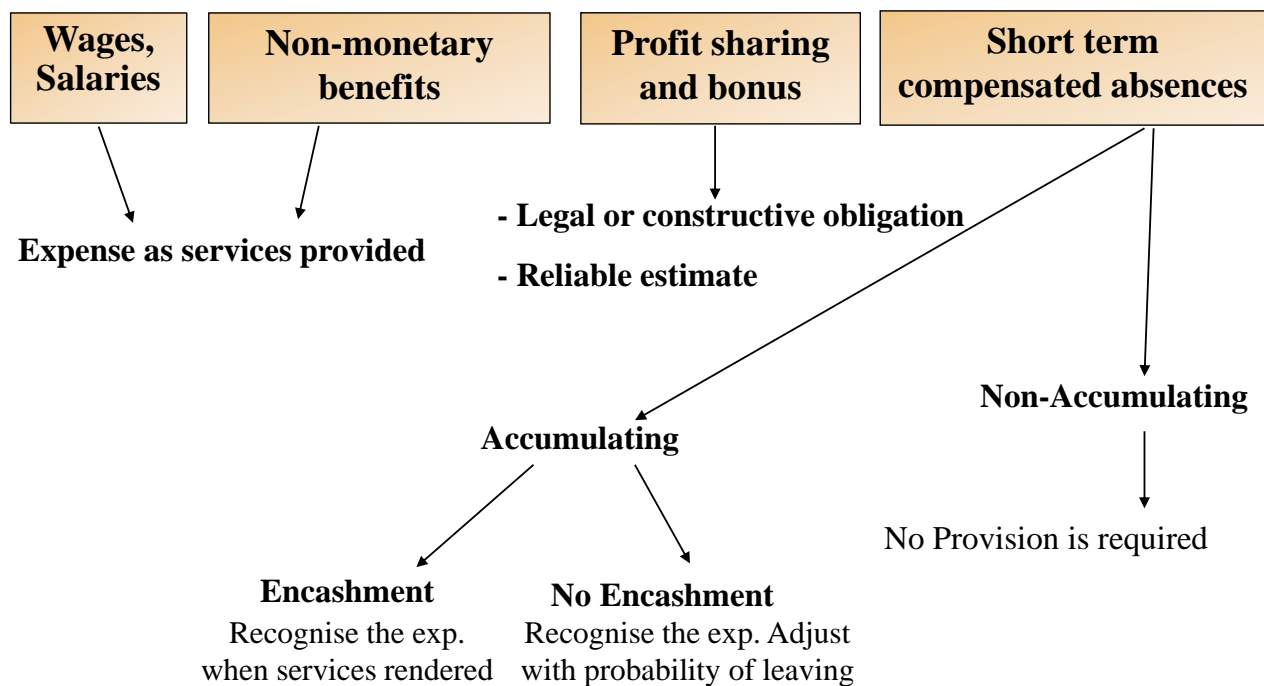 Wages,
Salaries
Non-monetary
benefits
Profit sharing
and bonus
Short term
compensated absences
Expense as services provided
- Legal or constructive obligation
- Reliable estimate
Accumulating
Non-Accumulating
No Provision is required
Encashment
Recognise the exp.
when services rendered
No Encashment
Recognise the exp. Adjust
with probability of leaving